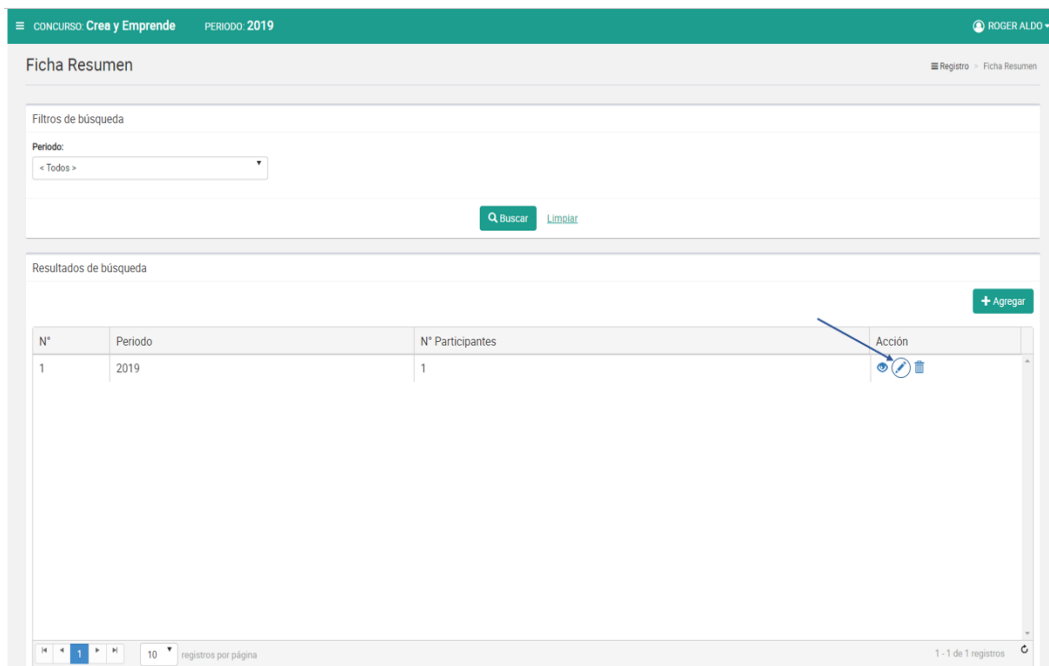 CONCURSO: Crea y Emprende PERIODO: 2019 ROGER ALDO
Ficha Resumen Registro > Ficha Resumen
Filtros de búsqueda
Periodo:
< Todos >
Buscar Limpiar
Resultados de búsqueda
+ Agregar
N° Periodo N° Participantes Acción
1 2019 1
1 10 registros por página 1 - 1 de 1 registros